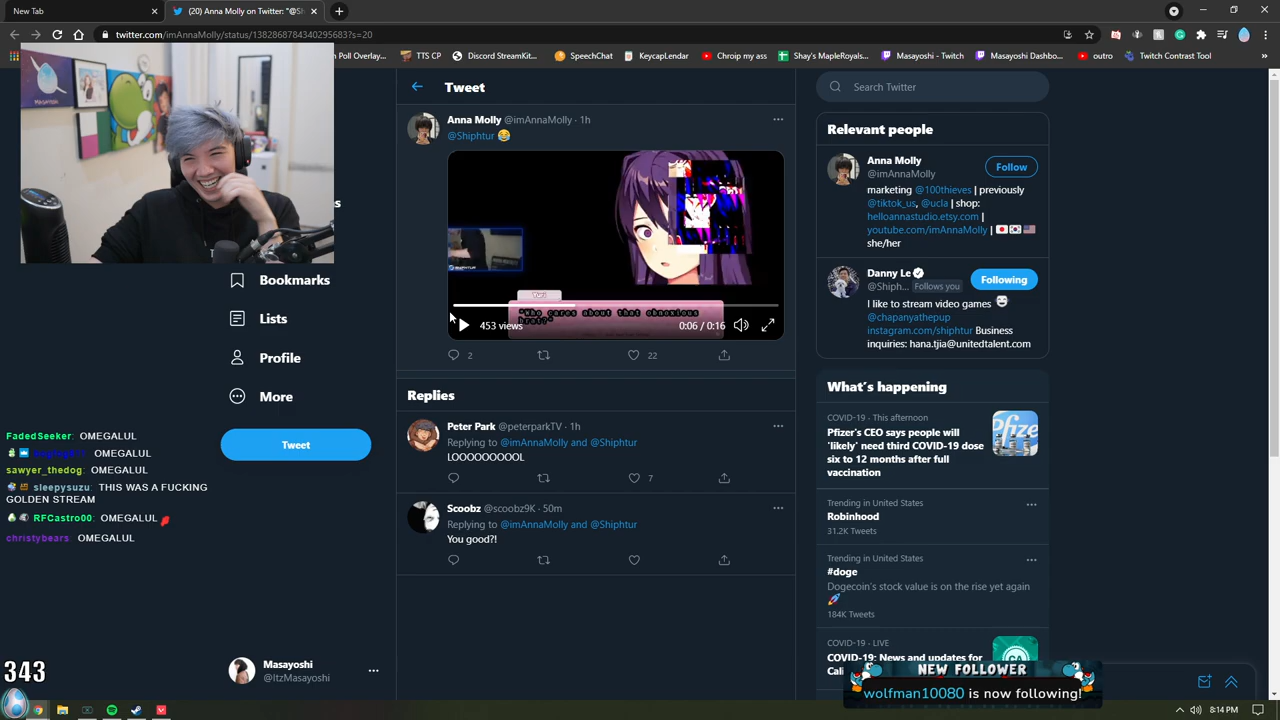 New Tab
(20) Anna Molly on Twitter: "@Sh
twitter.com/imAnnaMolly/status/1382868784340295683?s=20
Poll Overlay...
TTS CP
Discord StreamKit...
SpeechChat
KeycapLendar
Chroip my ass
Shay's MapleRoyals...
Masayoshi - Twitch
Masayoshi Dashbo...
outro
Twitch Contrast Tool
Tweet
Search Twitter
Anna Molly @imAnnaMolly · 1h
@Shiphtur 😂
Yuri
"Who cares about that obnoxious
brat?"
453 views
0:06 / 0:16
2
22
Replies
Peter Park @peterparkTV · 1h
Replying to @imAnnaMolly and @Shiphtur
LOOOOOOOOOL
7
Scoobz @scoobz9K · 50m
Replying to @imAnnaMolly and @Shiphtur
You good?!
Bookmarks
Lists
Profile
More
Tweet
FadedSeeker: OMEGALUL
OMEGALUL
sawyer_thedog: OMEGALUL
sleepysuzu: THIS WAS A FUCKING
GOLDEN STREAM
RFCastro00: OMEGALUL
christybears: OMEGALUL
343
Masayoshi
@ItzMasayoshi
Relevant people
Anna Molly
@imAnnaMolly
Follow
marketing @100thieves | previously
@tiktok_us, @ucla | shop:
helloannastudio.etsy.com |
youtube.com/imAnnaMolly | 🇯🇵🇰🇷🇺🇸
she/her
Danny Le
@Shiph... Follows you
Following
I like to stream video games
@chapanyathepup
instagram.com/shiphtur Business
inquiries: hana.tjia@unitedtalent.com
What's happening
COVID-19 · This afternoon
Pfizer's CEO says people will
'likely' need third COVID-19 dose
six to 12 months after full
vaccination
Trending in United States
Robinhood
31.2K Tweets
Trending in United States
#doge
Dogecoin's stock value is on the rise yet again
🚀
184K Tweets
COVID-19 · LIVE
COVID-19: News and updates for
Cali
NEW FOLLOWER
wolfman10080 is now following!
8:14 PM